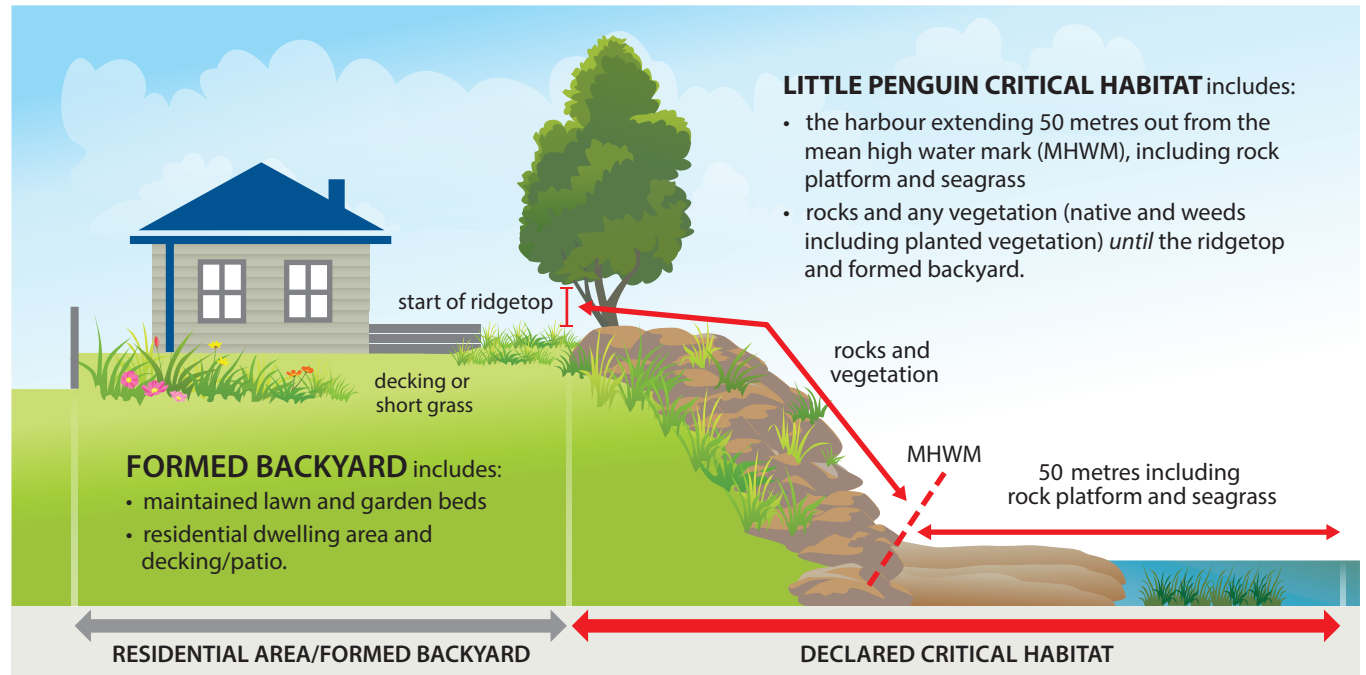 LITTLE PENGUIN CRITICAL HABITAT includes:
• the harbour extending 50 metres out from the
mean high water mark (MHWM), including rock
platform and seagrass
• rocks and any vegetation (native and weeds
including planted vegetation) until the ridgetop
and formed backyard.
start of ridgetop
rocks and
vegetation
decking or
short grass
MHWM
50 metres including
rock platform and seagrass
FORMED BACKYARD includes:
• maintained lawn and garden beds
• residential dwelling area and
decking/patio.
RESIDENTIAL AREA/FORMED BACKYARD
DECLARED CRITICAL HABITAT